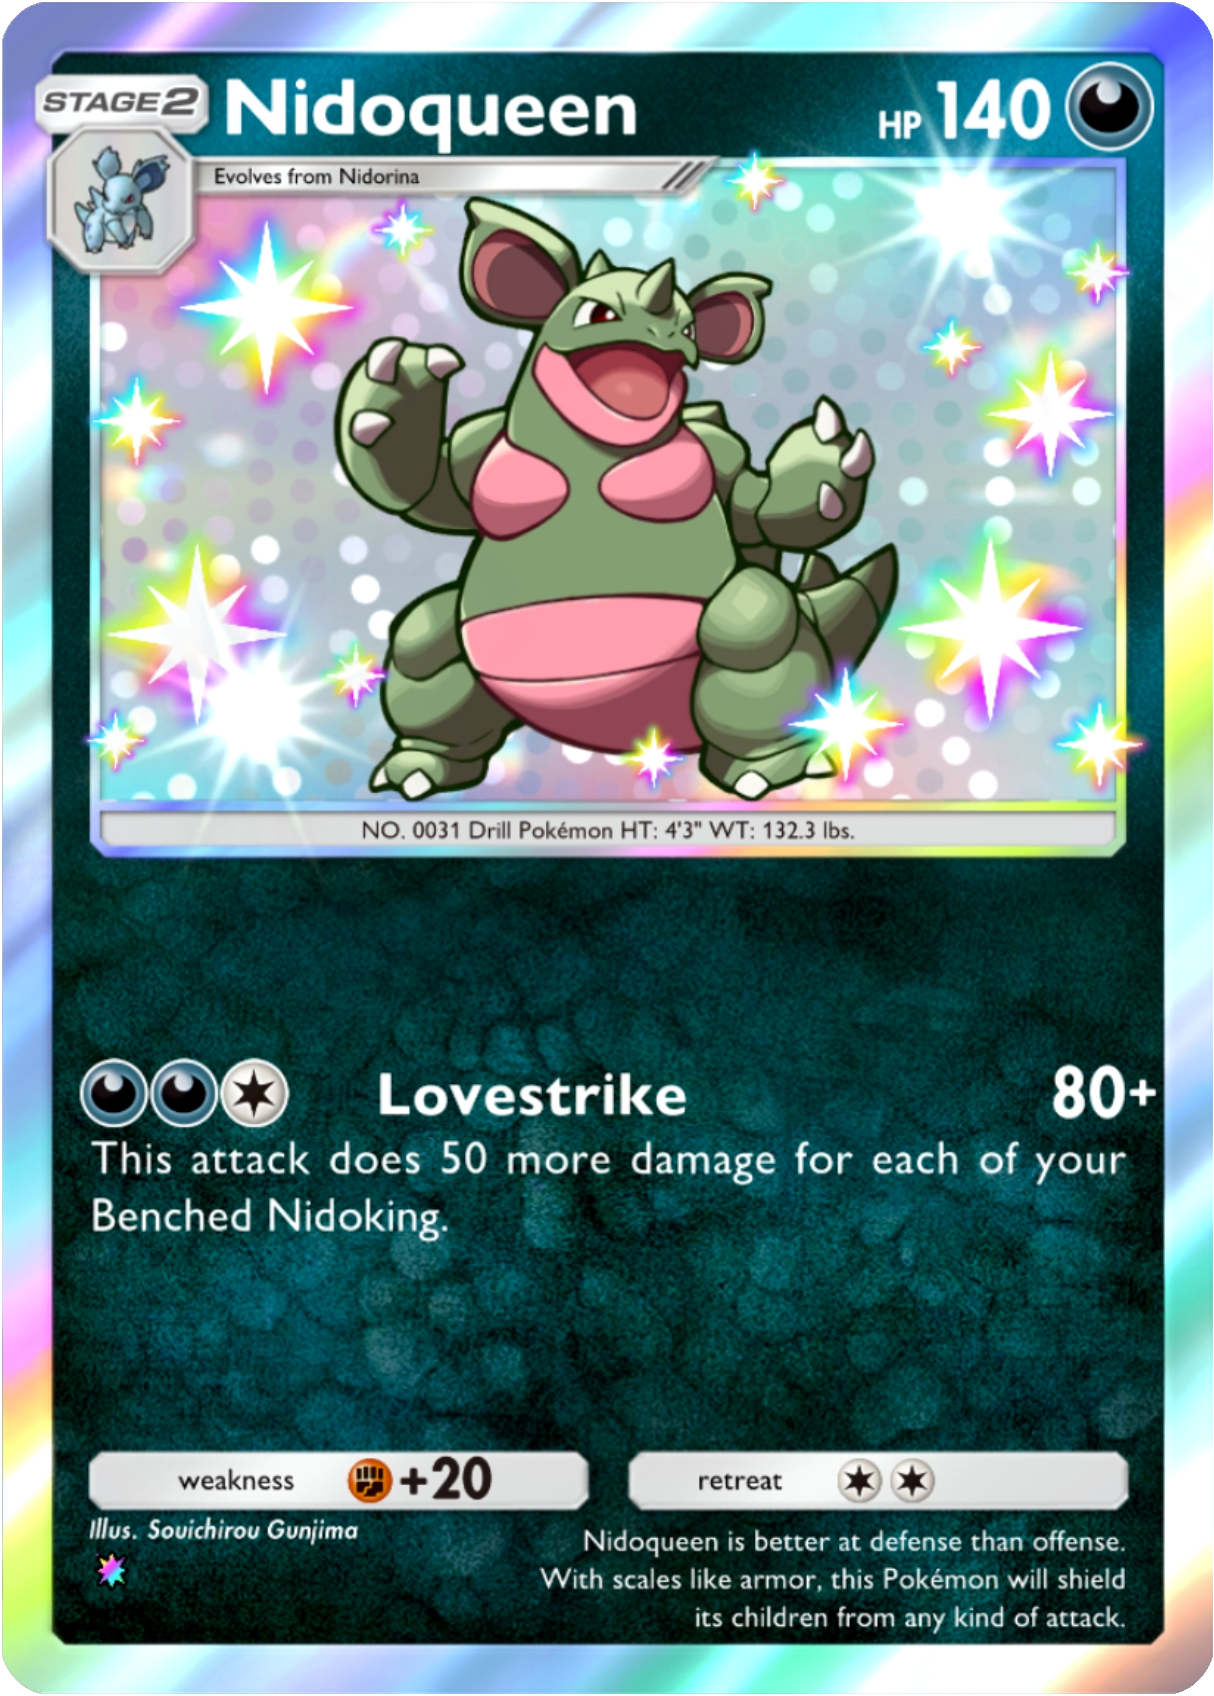 STAGE2
Nidoqueen
HP 140
Evolves from Nidorina
NO. 0031 Drill Pokémon HT: 4'3" WT: 132.3 lbs.
Lovestrike 80+
This attack does 50 more damage for each of your
Benched Nidoking.
weakness +20
retreat
Illus. Souichirou Gunjima
Nidoqueen is better at defense than offense.
With scales like armor, this Pokémon will shield
its children from any kind of attack.